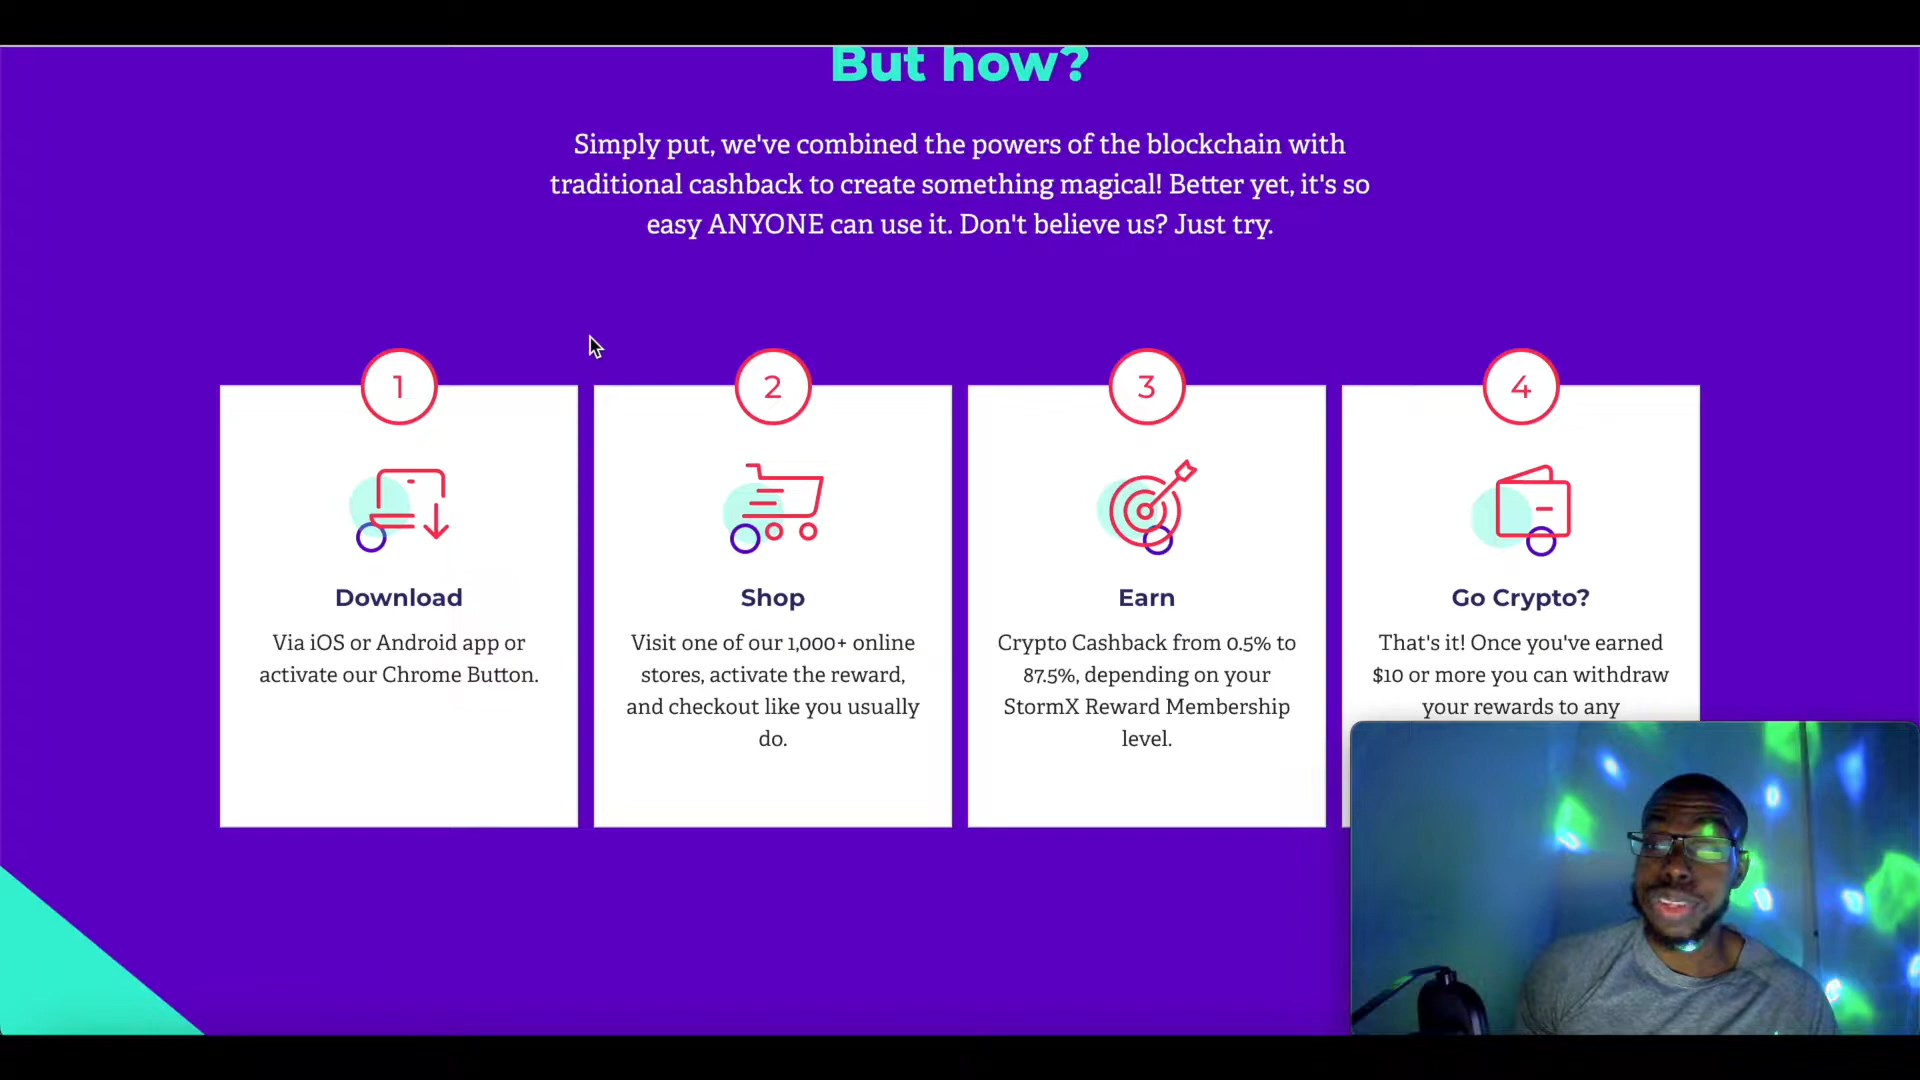 But how?
Simply put, we've combined the powers of the blockchain with
traditional cashback to create something magical! Better yet, it's so
easy ANYONE can use it. Don't believe us? Just try.
1
2
3
4
Download
Via iOS or Android app or
activate our Chrome Button.
Shop
Visit one of our 1,000+ online
stores, activate the reward,
and checkout like you usually
do.
Earn
Crypto Cashback from 0.5% to
87.5%, depending on your
StormX Reward Membership
level.
Go Crypto?
That's it! Once you've earned
$10 or more you can withdraw
your rewards to any